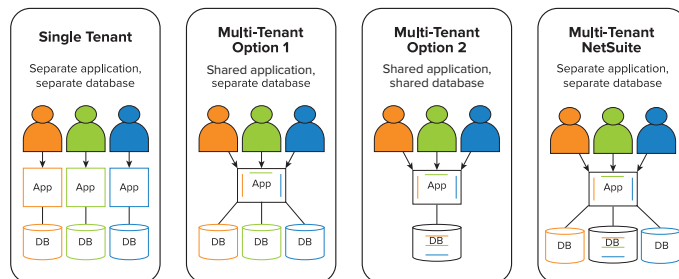 Single Tenant
Separate application,
separate database
App
App
App
DB
DB
DB
Multi-Tenant
Option 1
Shared application,
separate database
App
DB
DB
DB
Multi-Tenant
Option 2
Shared application,
shared database
App
DB
Multi-Tenant
NetSuite
Separate application,
separate database
App
DB
DB
DB